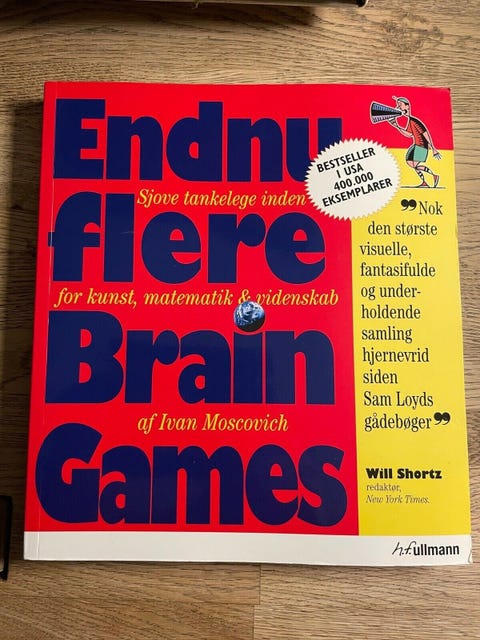 Endnu
Sjove tankelege inden
flere
for kunst, matematik & videnskab
Brain
af Ivan Moscovich
Games
BESTSELLER
I USA
400.000
EKSEMPLARER
”Nok
den største
visuelle,
fantasifulde
og under-
holdende
samling
hjernevrid
siden
Sam Loyds
gådebøger”
Will Shortz
redaktør,
New York Times.
h.f.ullmann